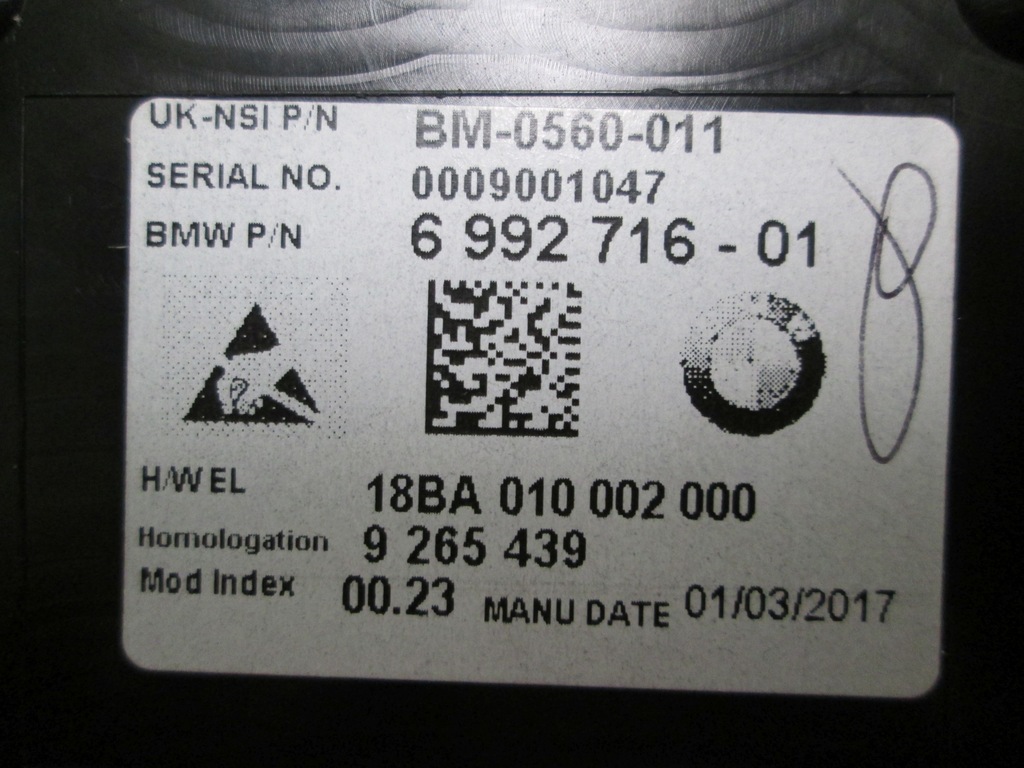 UK-NSI P/N BM-0560-011
SERIAL NO. 0009001047
BMW P/N 6 992 716 - 01
H/W EL 18BA 010 002 000
Homologation 9 265 439
Mod Index 00.23 MANU DATE 01/03/2017